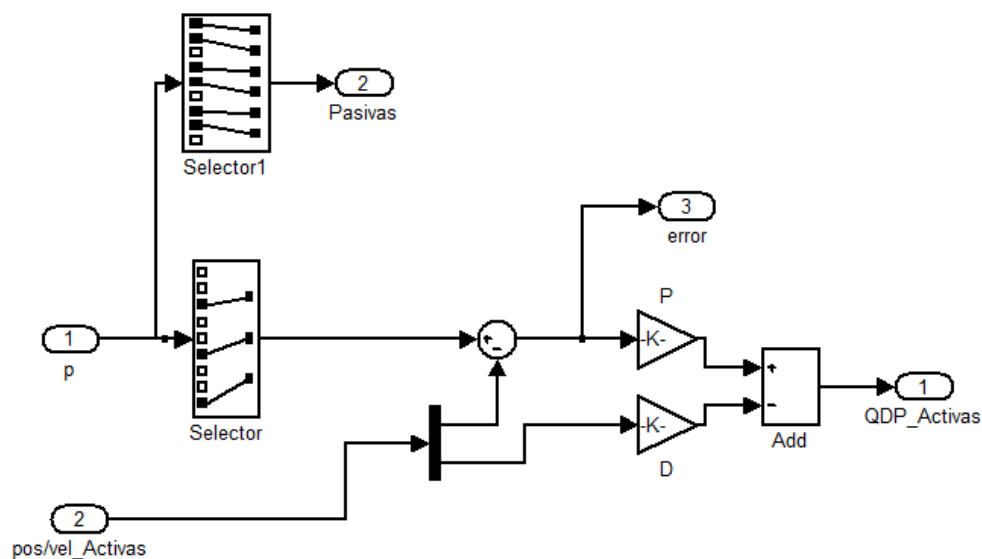 2
Pasivas
Selector1
3
error
P
1
p
+
-
-K-
+
-
1
QDP_Activas
Selector
-K-
Add
D
2
pos/vel_Activas